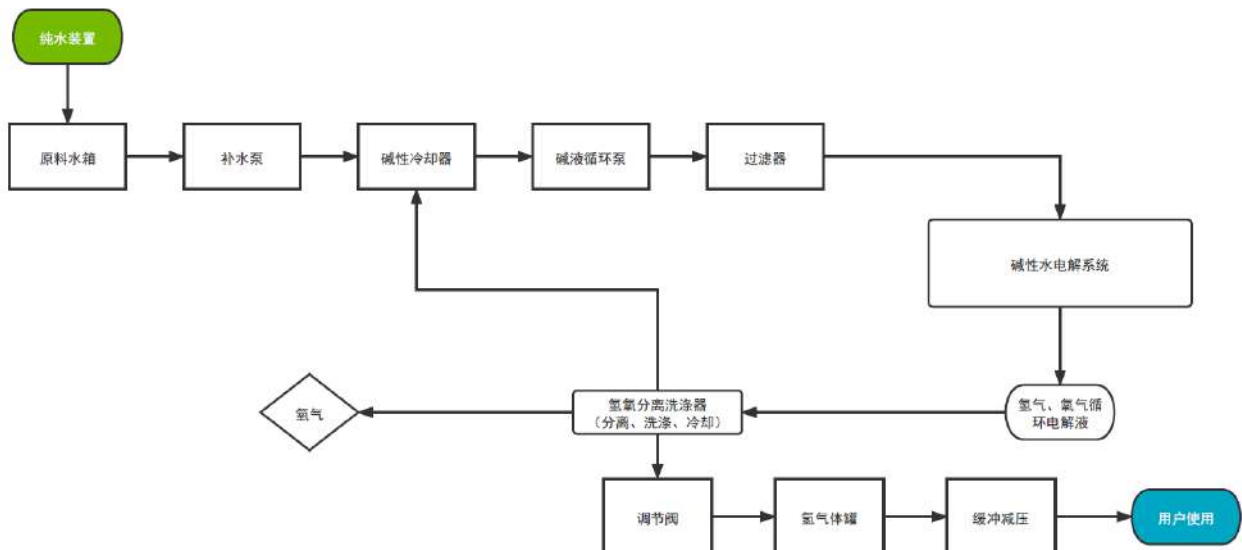 纯水装置
原料水箱
补水泵
碱性冷却器
碱液循环泵
过滤器
碱性水电解系统
氢气、氧气循
环电解液
氢氧分离洗涤器
（分离、洗涤、冷却）
氧气
调节阀
氢气体罐
缓冲减压
用户使用